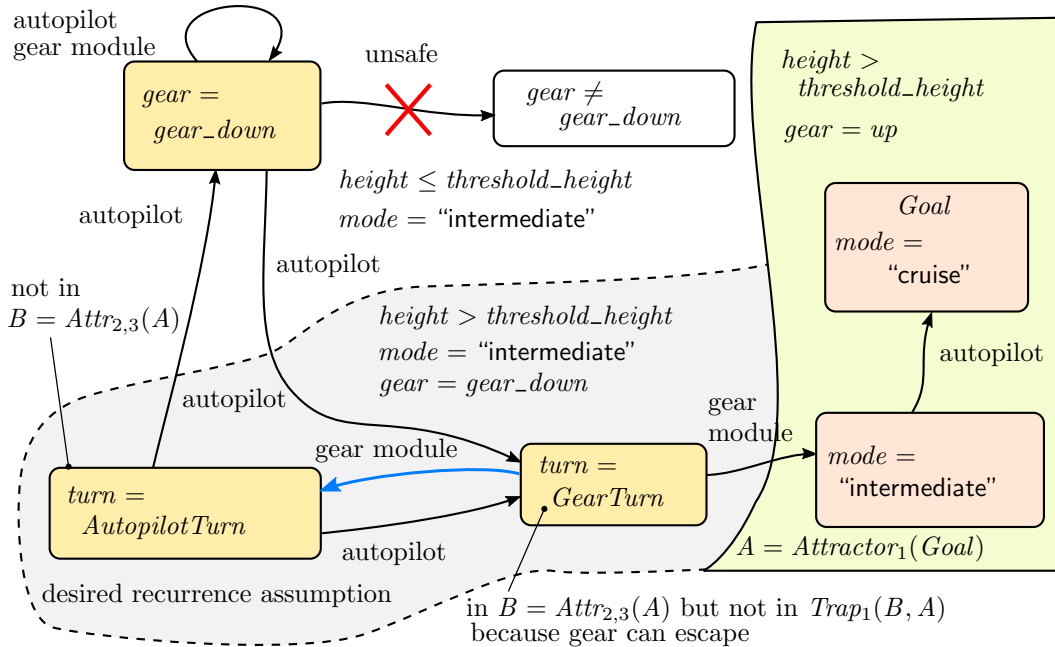 autopilot
gear module
unsafe
gear =
gear_down
gear ≠
gear_down
height >
threshold_height
gear = up
height ≤ threshold_height
mode = “intermediate”
autopilot
autopilot
Goal
mode =
“cruise”
not in
B = Attr2,3(A)
height > threshold_height
mode = “intermediate”
gear = gear_down
autopilot
autopilot
gear module
gear
module
turn =
AutopilotTurn
turn =
GearTurn
mode =
“intermediate”
autopilot
A = Attractor1(Goal)
desired recurrence assumption
in B = Attr2,3(A) but not in Trap1(B, A)
because gear can escape